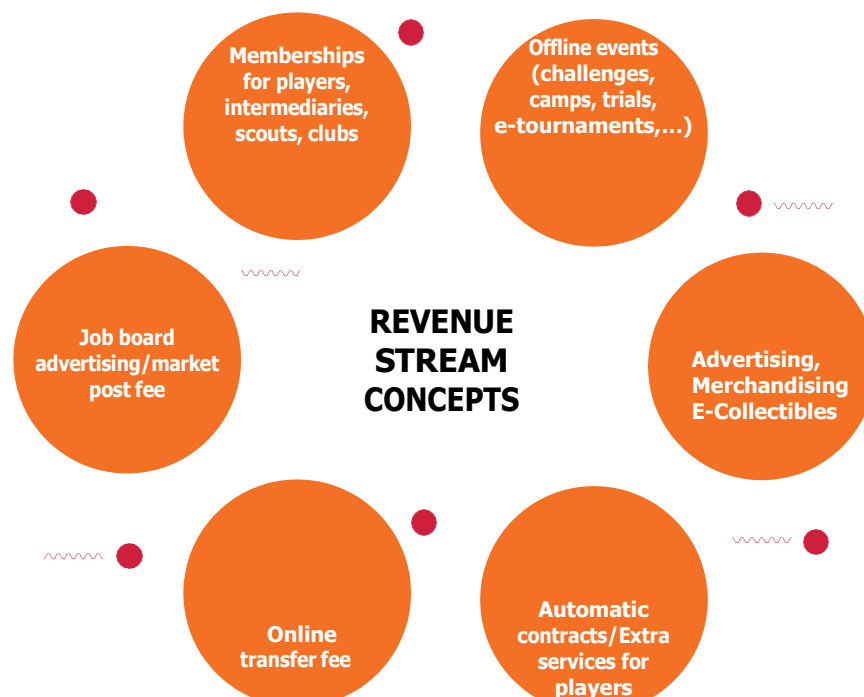 Memberships
for players,
intermediaries,
scouts, clubs
Offline events
(challenges,
camps, trials,
e-tournaments,...)
Job board
advertising/market
post fee
REVENUE
STREAM
CONCEPTS
Advertising,
Merchandising
E-Collectibles
Online
transfer fee
Automatic
contracts/Extra
services for
players